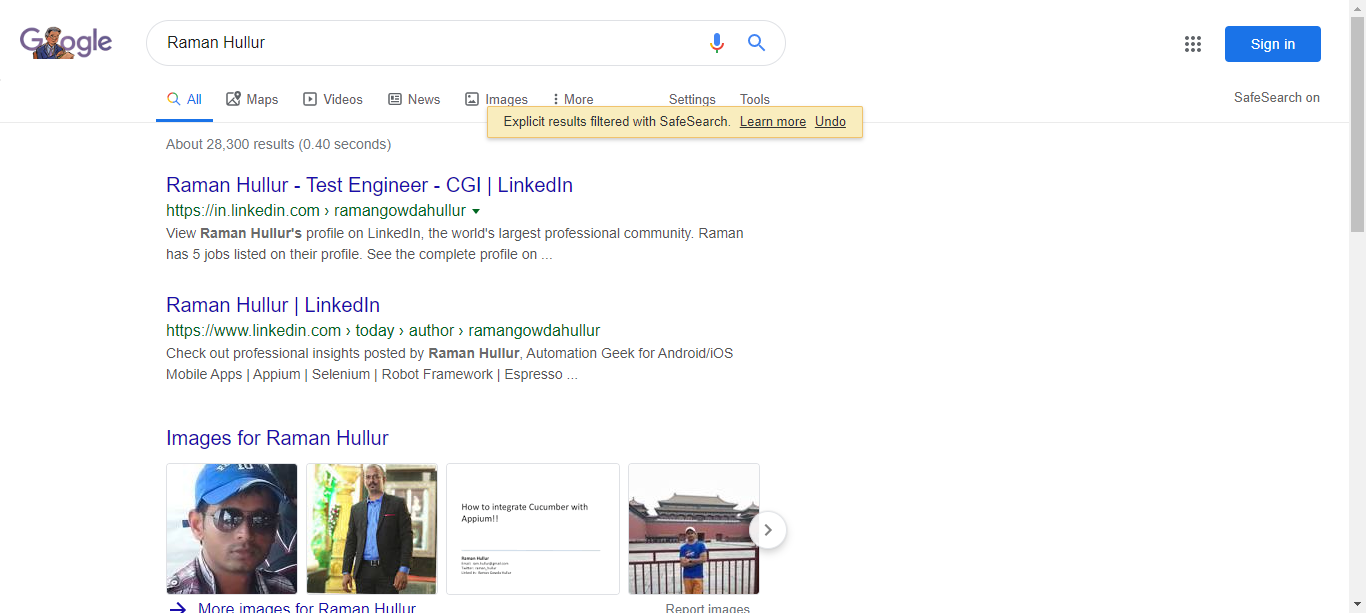 Google
Raman Hullur
Sign in
All
Maps
Videos
News
Images
More
Settings
Tools
SafeSearch on
Explicit results filtered with SafeSearch. Learn more Undo
About 28,300 results (0.40 seconds)
Raman Hullur - Test Engineer - CGI | LinkedIn
https://in.linkedin.com › ramangowdahullur
View Raman Hullur's profile on LinkedIn, the world's largest professional community. Raman
has 5 jobs listed on their profile. See the complete profile on ...
Raman Hullur | LinkedIn
https://www.linkedin.com › today › author › ramangowdahullur
Check out professional insights posted by Raman Hullur, Automation Geek for Android/iOS
Mobile Apps | Appium | Selenium | Robot Framework | Espresso ...
Images for Raman Hullur
How to integrate Cucumber with
Appium!!
Raman Hullur
More images for Raman Hullur
Report images